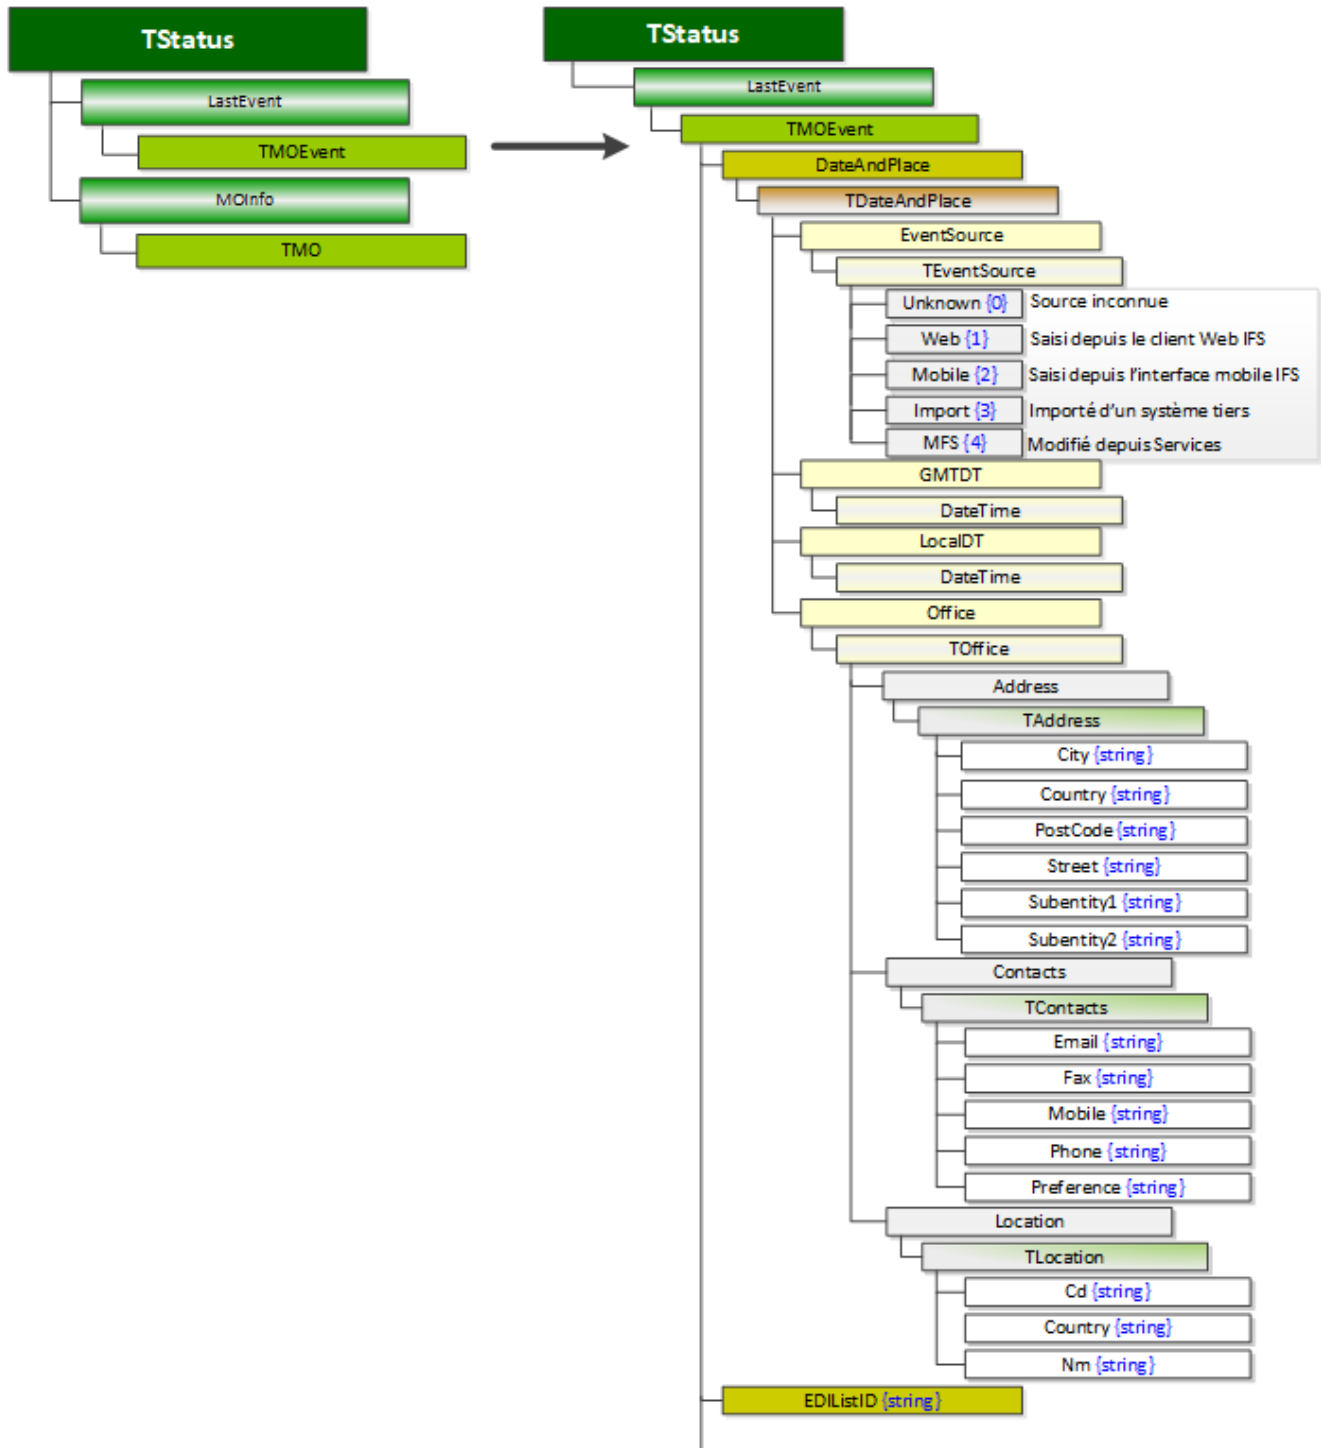 TStatus
LastEvent
TMOEvent
MOInfo
TMO
TStatus
LastEvent
TMOEvent
DateAndPlace
TDateAndPlace
EventSource
TEventSource
Unknown {0} Source inconnue
Web {1} Saisi depuis le client Web IFS
Mobile {2} Saisi depuis l'interface mobile IFS
Import {3} Importé d'un système tiers
MFS {4} Modifié depuis Services
GMTDT
DateTime
LocalDT
DateTime
Office
TOffice
Address
TAddress
City {string}
Country {string}
PostCode {string}
Street {string}
Subentity1 {string}
Subentity2 {string}
Contacts
TContacts
Email {string}
Fax {string}
Mobile {string}
Phone {string}
Preference {string}
Location
TLocation
Cd {string}
Country {string}
Nm {string}
EDIListID {string}